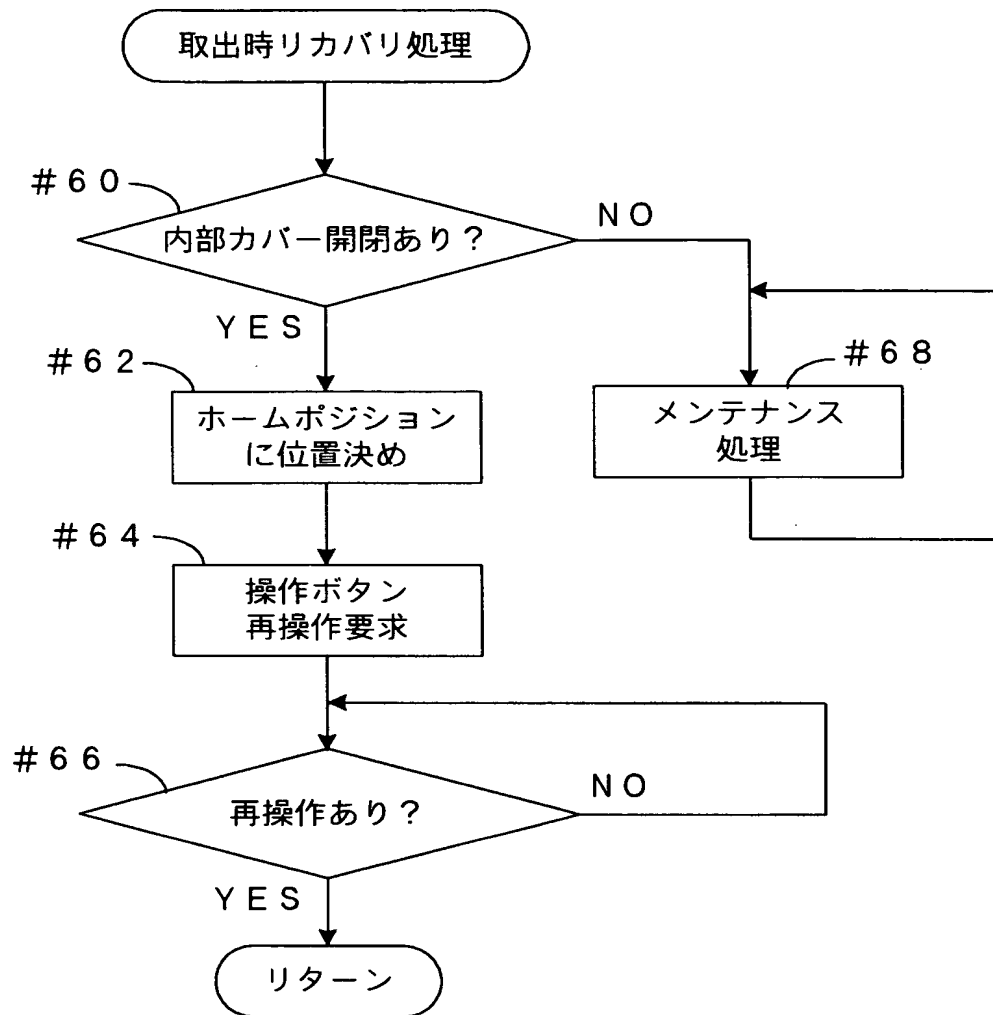 取出時リカバリ処理
#60
内部カバー開閉あり?
NO
YES
#62
ホームポジション
に位置決め
#68
メンテナンス
処理
#64
操作ボタン
再操作要求
#66
再操作あり?
NO
YES
リターン